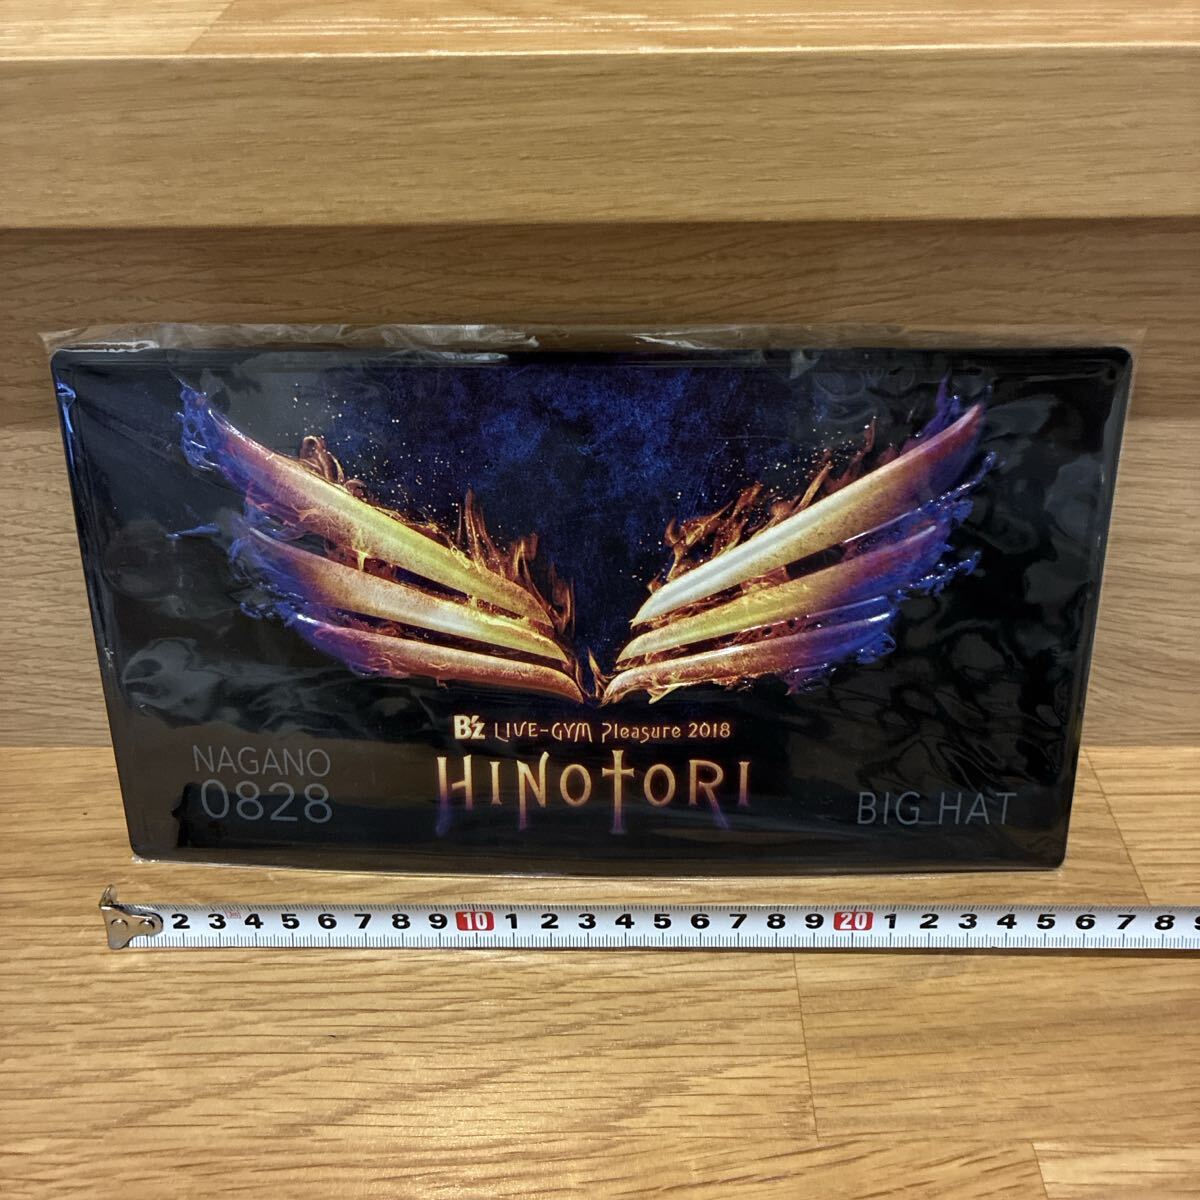 B'z LIVE-GYM Pleasure 2018
HINOTORI
NAGANO
0828
BIG HAT
2 3 4 5 6 7 8 9 10 1 2 3 4 5 6 7 8 9 20 1 2 3 4 5 6 7 8 9